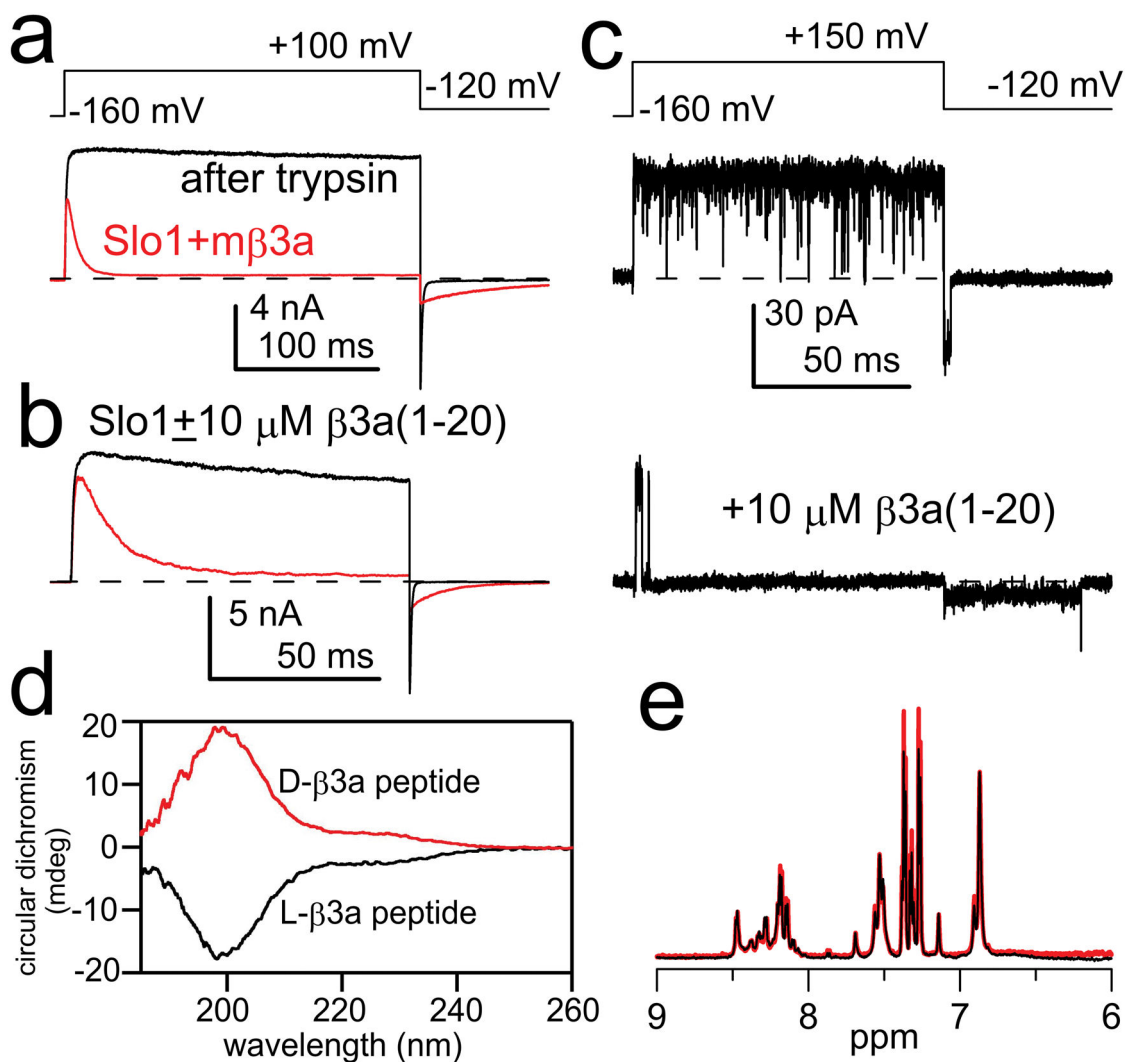 a
+100 mV
-120 mV
-160 mV
after trypsin
Slo1+mβ3a
4 nA
100 ms
b
Slo1±10 μM β3a(1-20)
5 nA
50 ms
c
+150 mV
-120 mV
-160 mV
30 pA
50 ms
+10 μM β3a(1-20)
d
circular dichromism
(mdeg)
20
10
0
-10
-20
D-β3a peptide
L-β3a peptide
200
220
240
260
wavelength (nm)
e
9
8
7
6
ppm